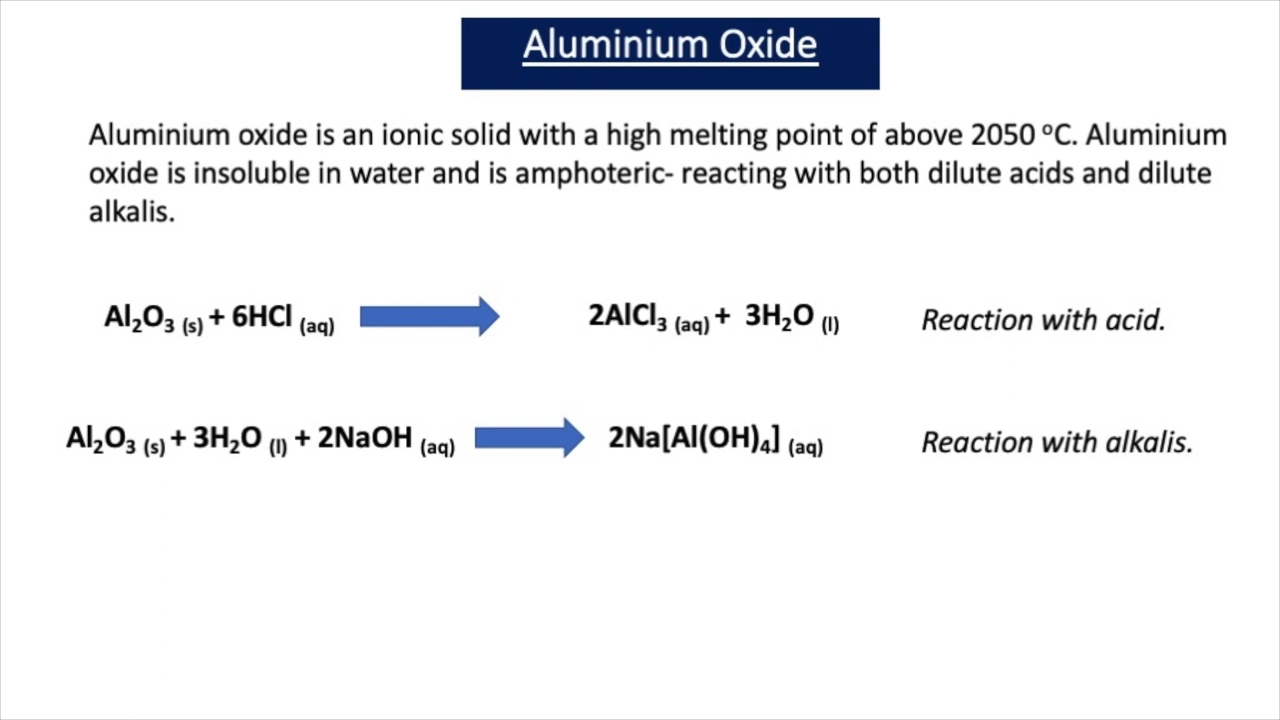 Aluminium Oxide
Aluminium oxide is an ionic solid with a high melting point of above 2050 ᵒC. Aluminium
oxide is insoluble in water and is amphoteric- reacting with both dilute acids and dilute
alkalis.
Al₂O₃ (s) + 6HCl (aq) 2AlCl₃ (aq) + 3H₂O (l) Reaction with acid.
Al₂O₃ (s) + 3H₂O (l) + 2NaOH (aq) 2Na[Al(OH)₄] (aq) Reaction with alkalis.